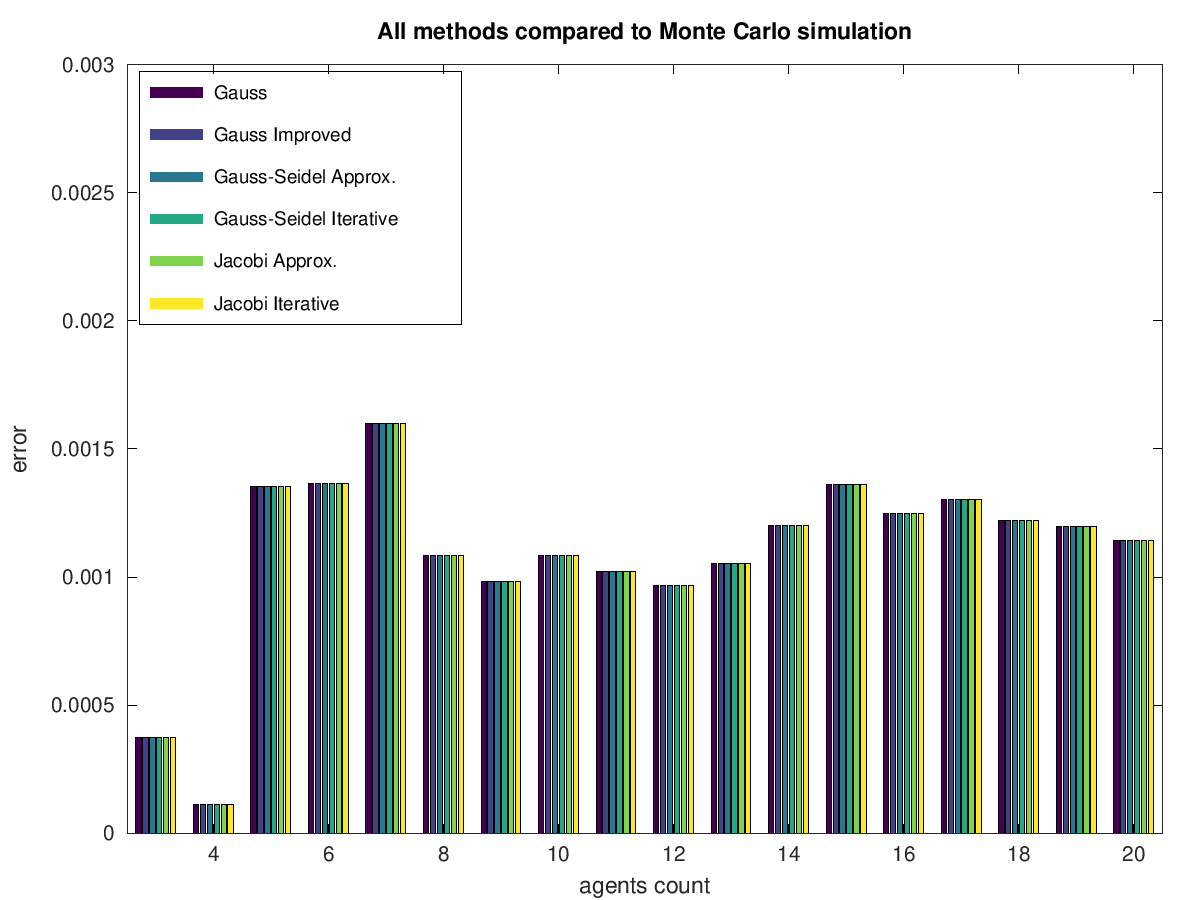 All methods compared to Monte Carlo simulation
0.003
0.0025
0.002
0.0015
0.001
0.0005
0
Gauss
Gauss Improved
Gauss-Seidel Approx.
Gauss-Seidel Iterative
Jacobi Approx.
Jacobi Iterative
error
4 6 8 10 12 14 16 18 20
agents count